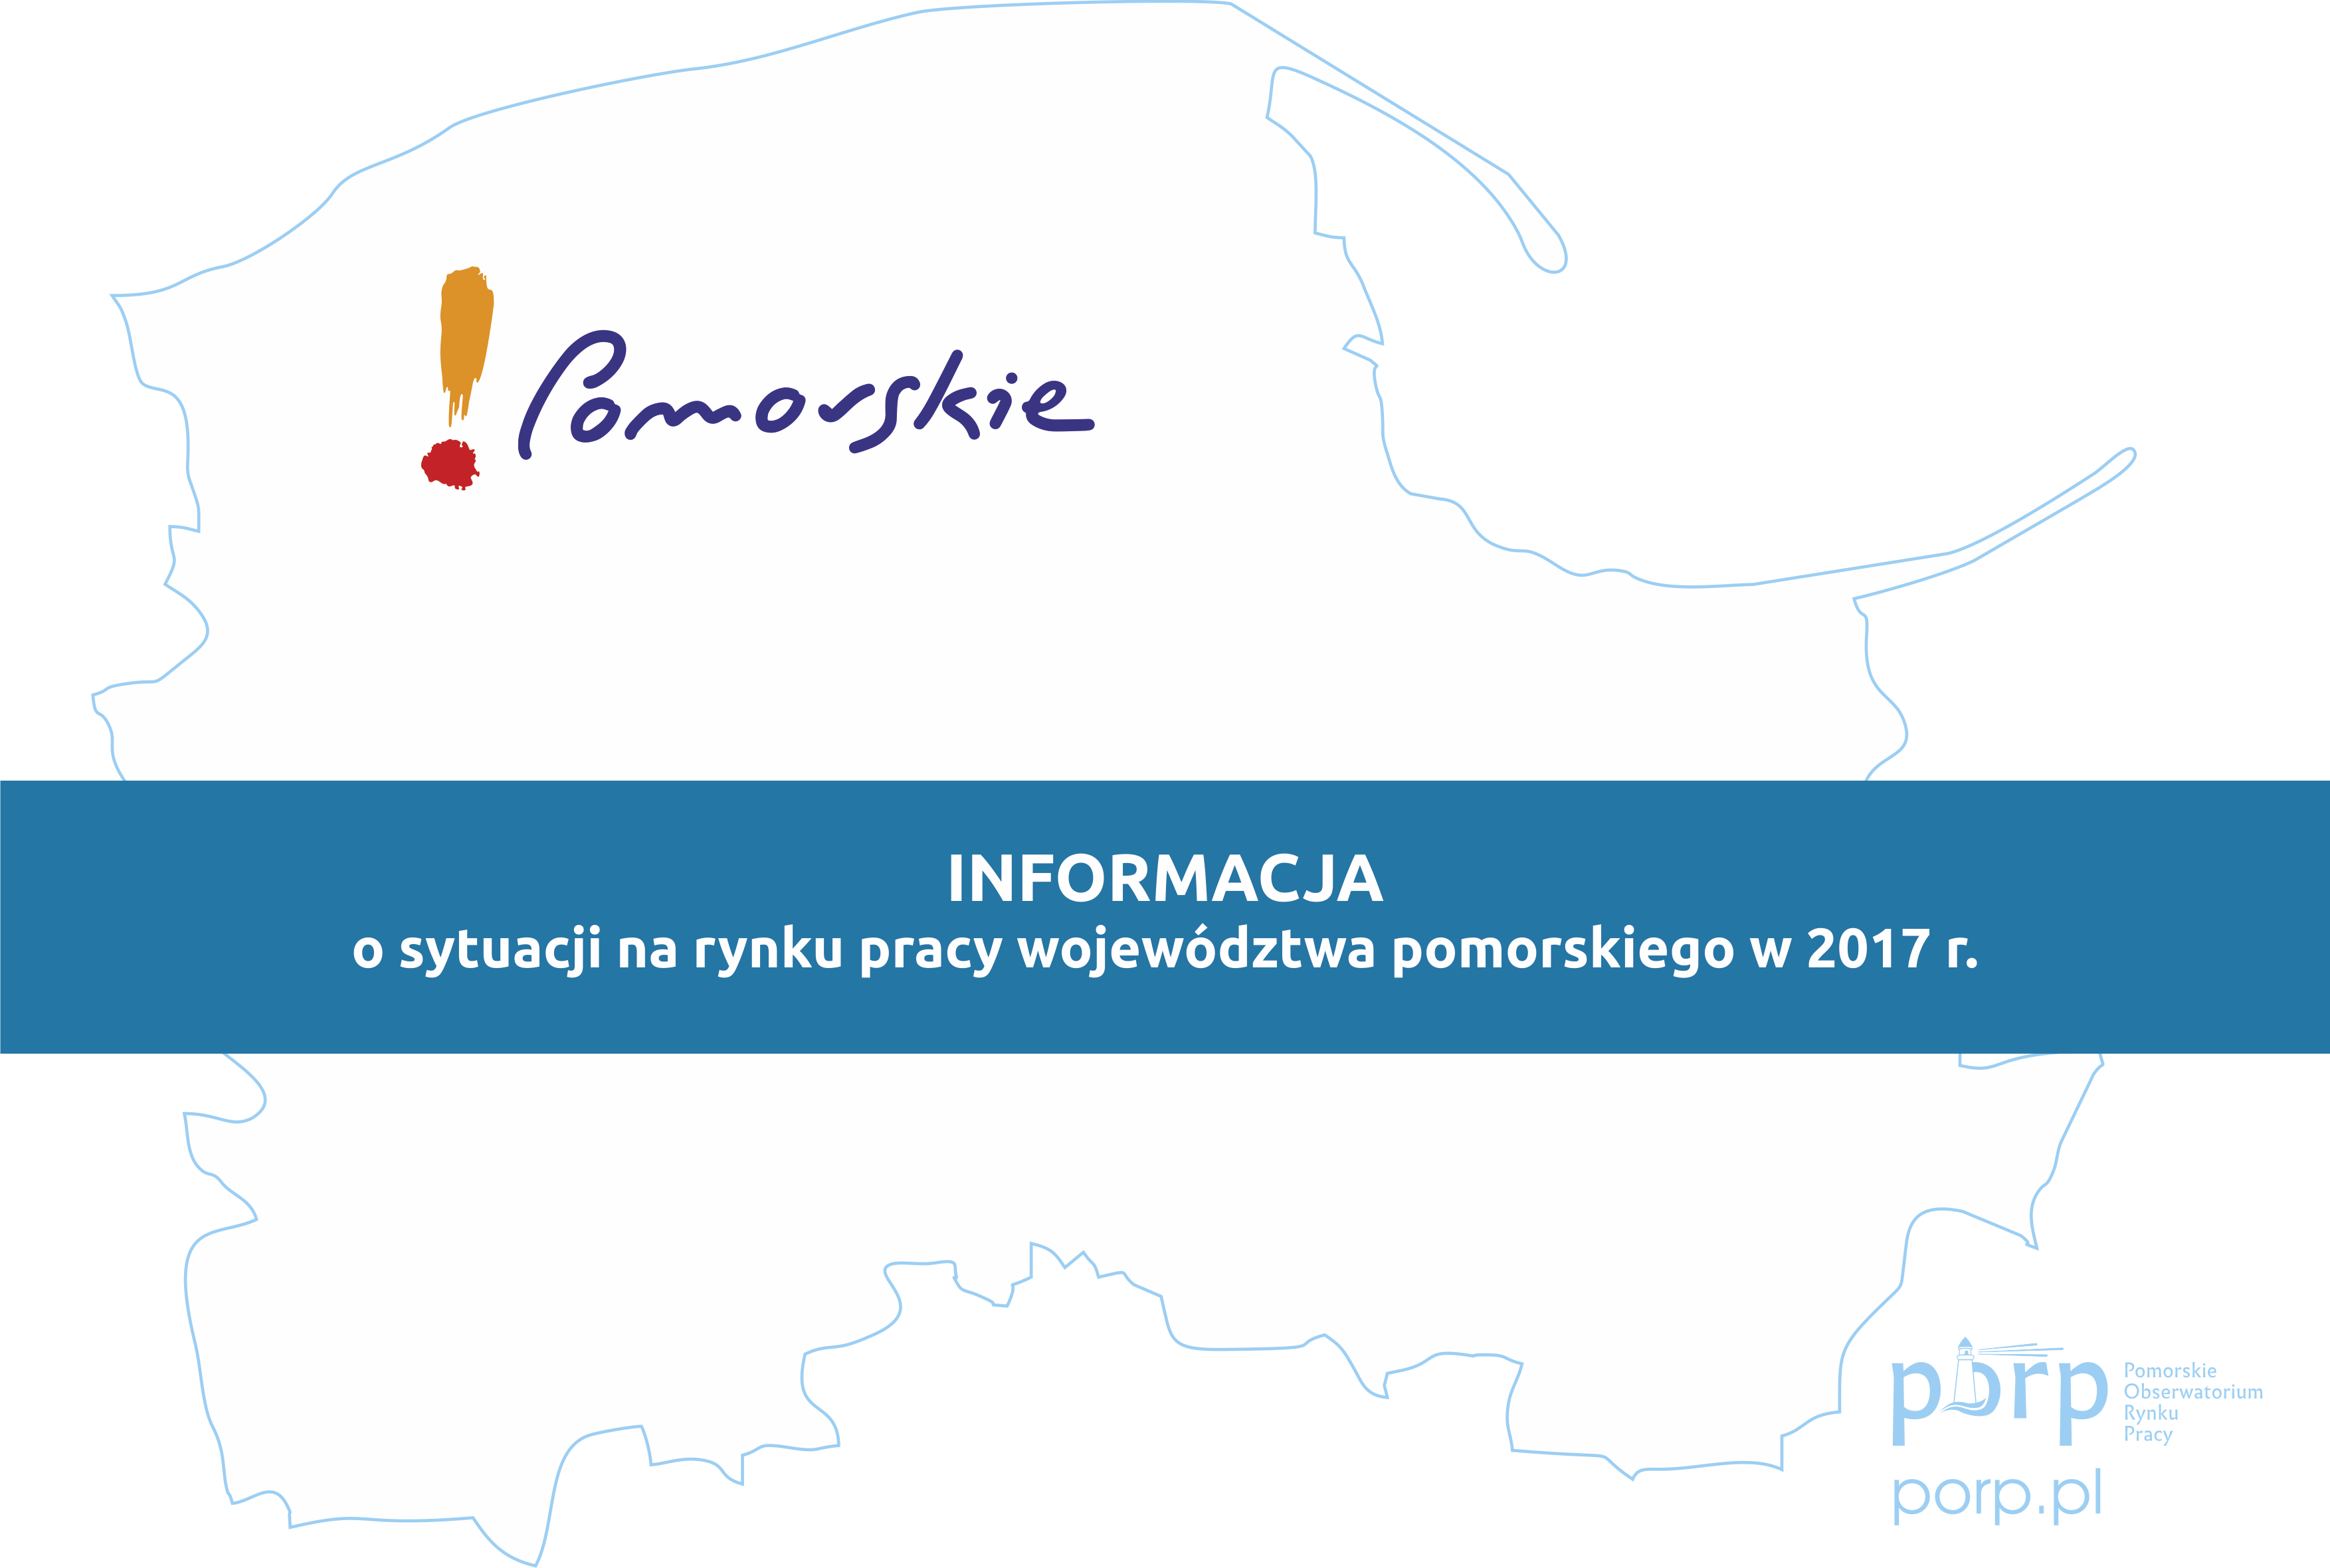 Pomorskie
INFORMACJA
o sytuacji na rynku pracy województwa pomorskiego w 2017 r.
porp
Pomorskie
Obserwatorium
Rynku
Pracy
porp.pl